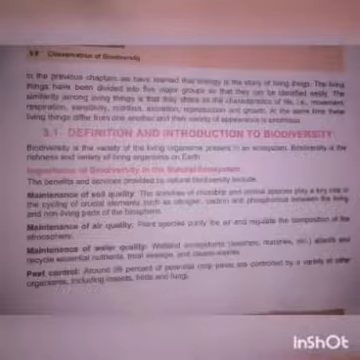 Conservation of Biodiversity
In the previous chapters we have learned that biology is the story of living things. The living
things have been divided into five major groups so that they can be identified easily. The
similarity among living things is that they share all the characteristics of life, i.e., movement,
respiration, sensitivity, nutrition, excretion, reproduction and growth. At the same time these
living things differ from one another and their variety of appearance is enormous.
3.1- DEFINITION AND INTRODUCTION TO BIODIVERSITY
Biodiversity is the variety of the living organisms present in an ecosystem. Biodiversity is the
richness and variety of living organisms on Earth.
Importance of Biodiversity in the Natural Ecosystem
The benefits and services provided by natural biodiversity include.
Maintenance of soil quality: The activities of microbial and animal species play a key role in
the cycling of crucial elements such as nitrogen, carbon and phosphorous between the living
and non-living parts of the biosphere.
Maintenance of air quality: Plant species purify the air and regulate the composition of the
atmosphere.
Maintenance of water quality: Wetland ecosystems (swamps, marshes, etc.) absorb and
recycle essential nutrients, treat sewage, and cleanse wastes.
Pest control: Around 99 percent of potential crop pests are controlled by a variety of other
organisms, including insects, birds and fungi.
InShOt